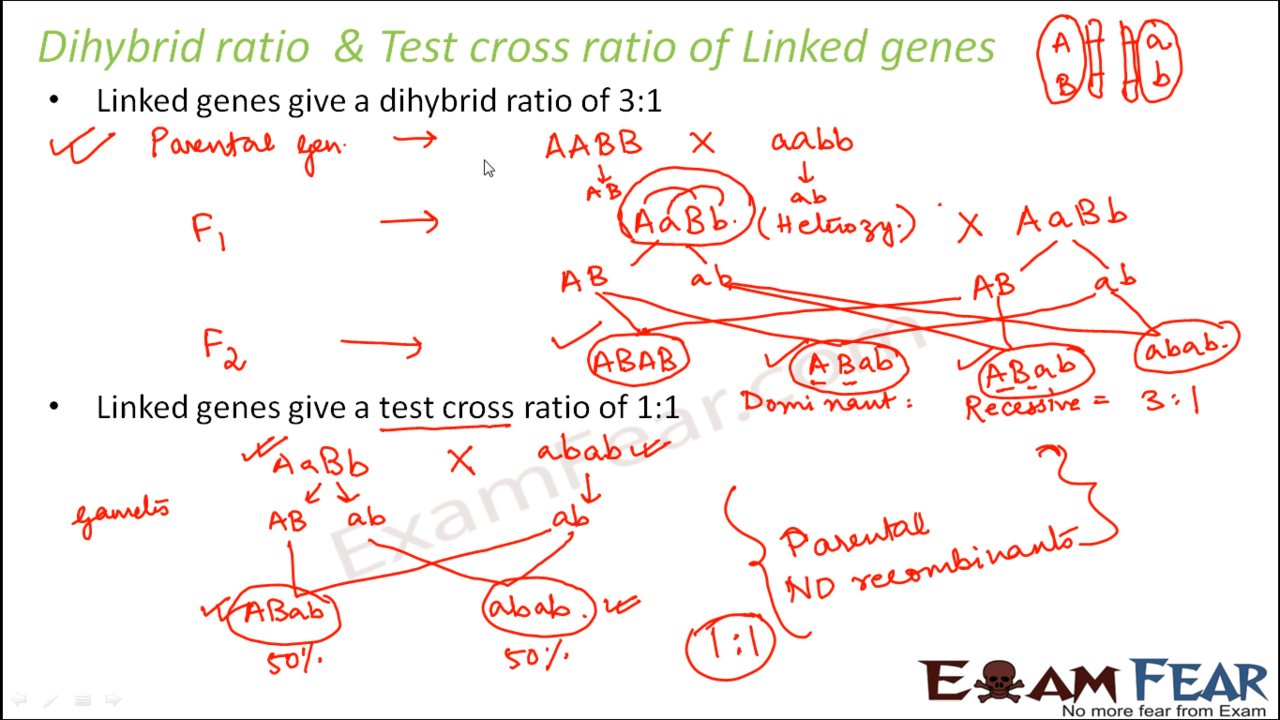 Dihybrid ratio & Test cross ratio of Linked genes
A a
B b
• Linked genes give a dihybrid ratio of 3:1
Parental gen. → AABB X aabb
AB ab
F1 → AaBb. (Heterozy.) X AaBb
AB ab AB ab
F2 → ABAB ABab ABab abab.
Dominant : Recessive = 3:1
• Linked genes give a test cross ratio of 1:1
AaBb X abab
gametes AB ab ab
Parental
NO recombinants
ABab abab.
50% 50%
1:1
ExamFear.com
EXAM FEAR
No more fear from Exam